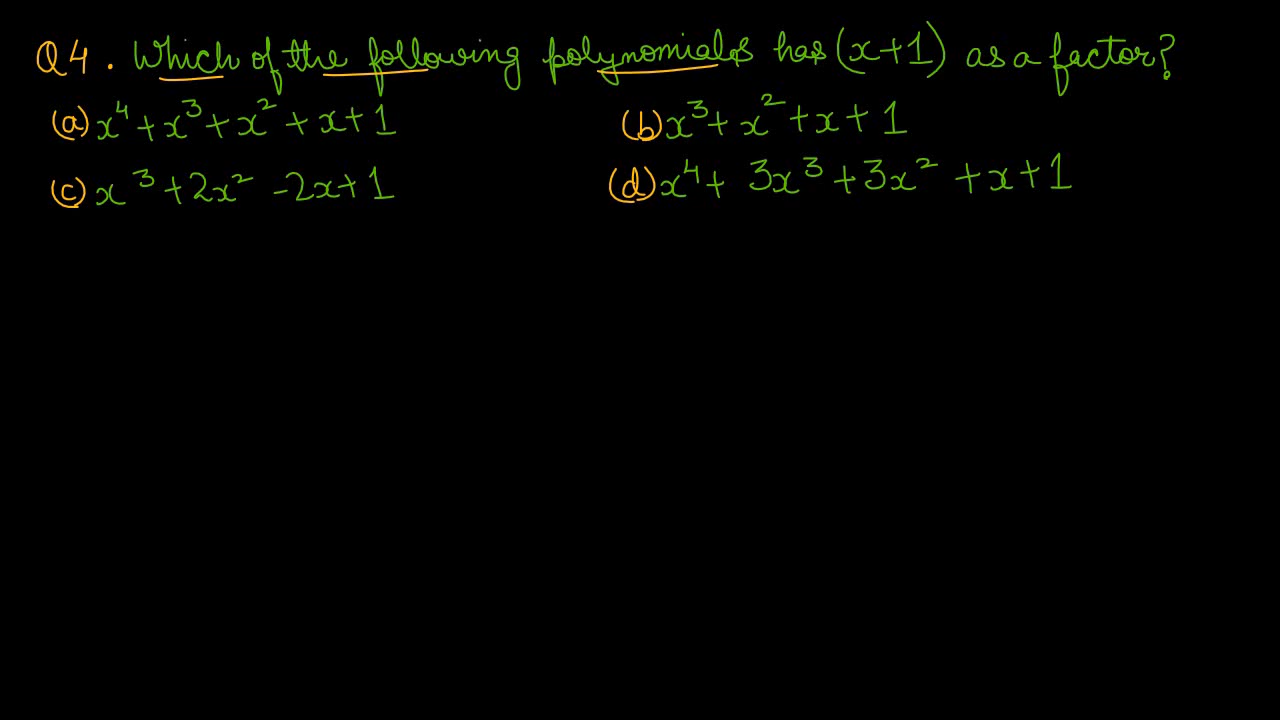 Q4. Which of the following polynomials has (x+1) as a factor?
(a) x⁴+x³+x²+x+1 (b) x³+x²+x+1
(c) x³+2x²-2x+1 (d) x⁴+3x³+3x²+x+1